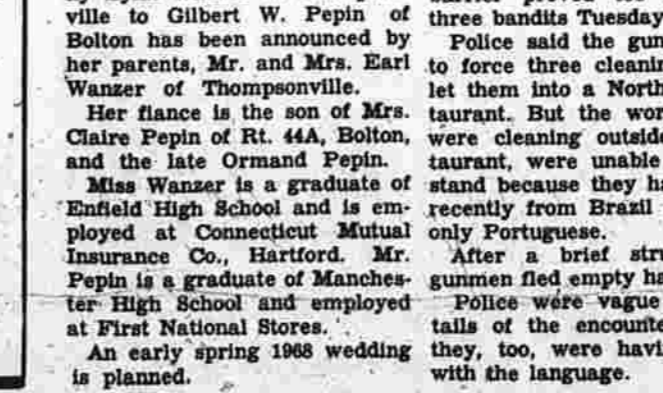 ville to Gilbert W. Pepin of
Bolton has been announced by
her parents, Mr. and Mrs. Earl
Wanzer of Thompsonville.
Her fiance is the son of Mrs.
Claire Pepin of Rt. 44A, Bolton,
and the late Ormand Pepin.
Miss Wanzer is a graduate of
Enfield High School and is em-
ployed at Connecticut Mutual
Insurance Co., Hartford. Mr.
Pepin is a graduate of Manches-
ter High School and employed
at First National Stores.
An early spring 1968 wedding
is planned.
three bandits Tuesday
Police said the gun
to force three cleanin
let them into a North
taurant. But the wor
were cleaning outside
taurant, were unable
stand because they ha
recently from Brazil
only Portuguese.
After a brief stru
gunmen fled empty ha
Police were vague
tails of the encounte
they, too, were havi
with the language.